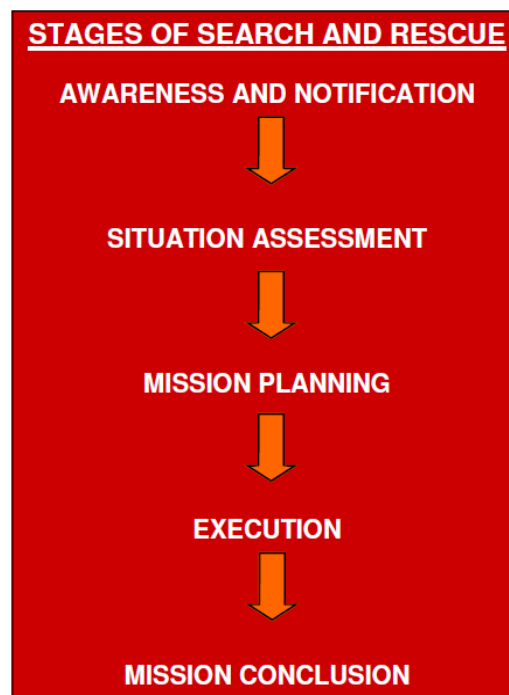 STAGES OF SEARCH AND RESCUE
AWARENESS AND NOTIFICATION
SITUATION ASSESSMENT
MISSION PLANNING
EXECUTION
MISSION CONCLUSION